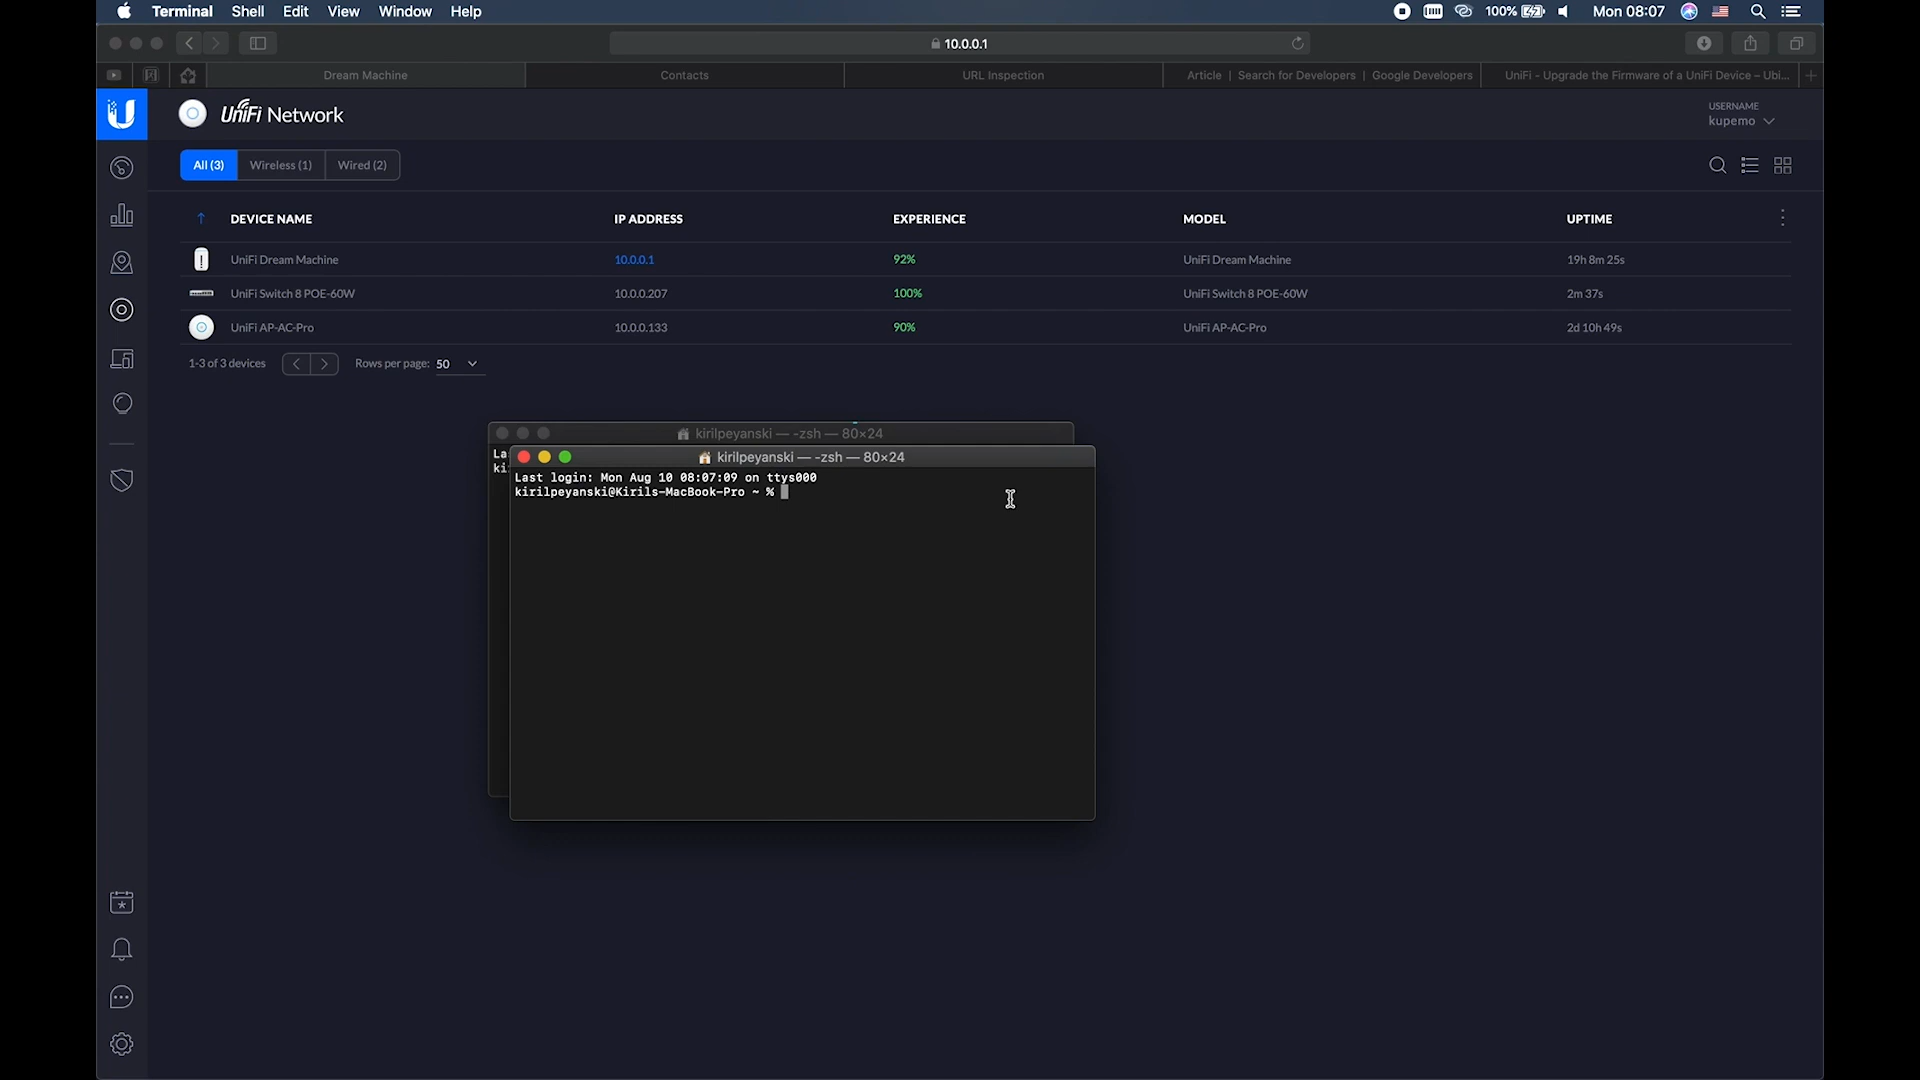 Terminal Shell Edit View Window Help 100% Mon 08:07
10.0.0.1
Dream Machine Contacts URL Inspection Article | Search for Developers | Google Developers UniFi - Upgrade the Firmware of a UniFi Device – Ubi...
UniFi Network
USERNAME
kupemo
All (3) Wireless (1) Wired (2)
DEVICE NAME IP ADDRESS EXPERIENCE MODEL UPTIME
UniFi Dream Machine 10.0.0.1 92% UniFi Dream Machine 19h 8m 25s
UniFi Switch 8 POE-60W 10.0.0.207 100% UniFi Switch 8 POE-60W 2m 37s
UniFi AP-AC-Pro 10.0.0.133 90% UniFi AP-AC-Pro 2d 10h 49s
1-3 of 3 devices Rows per page: 50
kirilpeyanski — -zsh — 80×24
La
ki
kirilpeyanski — -zsh — 80×24
Last login: Mon Aug 10 08:07:09 on ttys000
kirilpeyanski@Kirils-MacBook-Pro ~ %